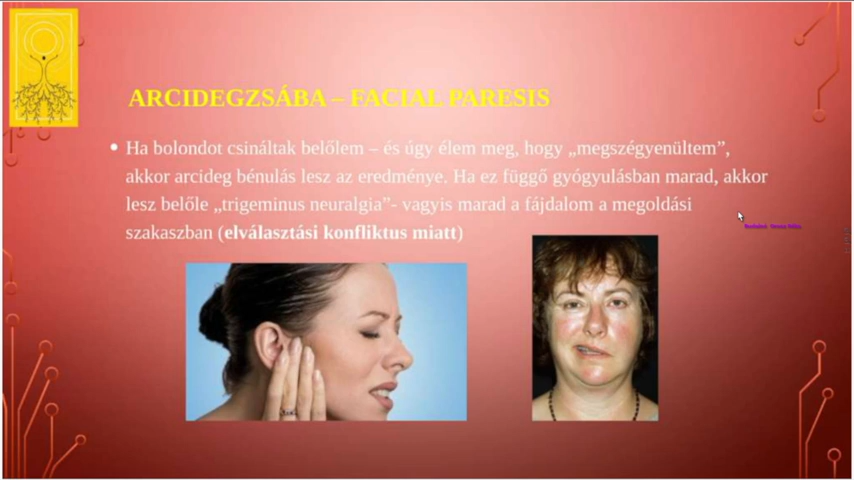 ARCIDEGZSÁBA – FACIAL PARESIS
• Ha bolondot csináltak belőlem – és úgy élem meg, hogy „megszégyenültem”,
akkor arcideg bénulás lesz az eredménye. Ha ez függő gyógyulásban marad, akkor
lesz belőle „trigeminus neuralgia”- vagyis marad a fájdalom a megoldási
szakaszban (elválasztási konfliktus miatt)